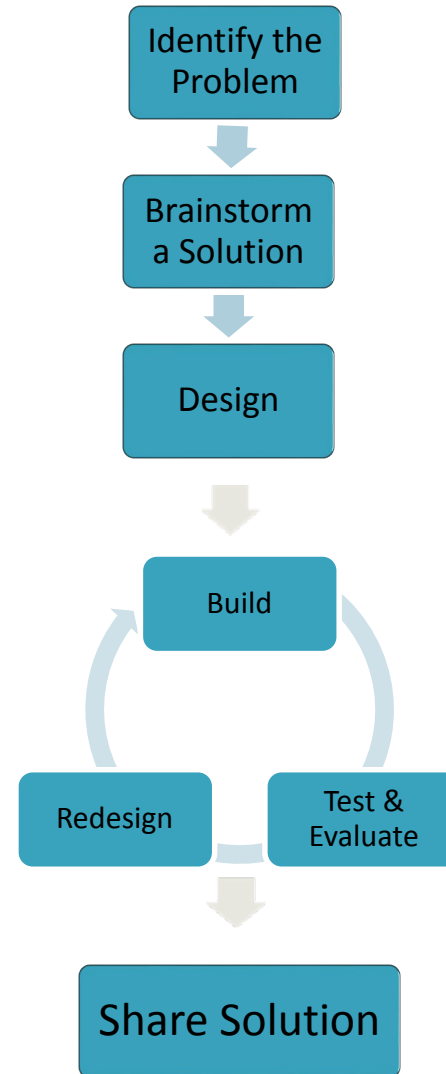 Identify the
Problem
Brainstorm
a Solution
Design
Build
Redesign
Test &
Evaluate
Share Solution